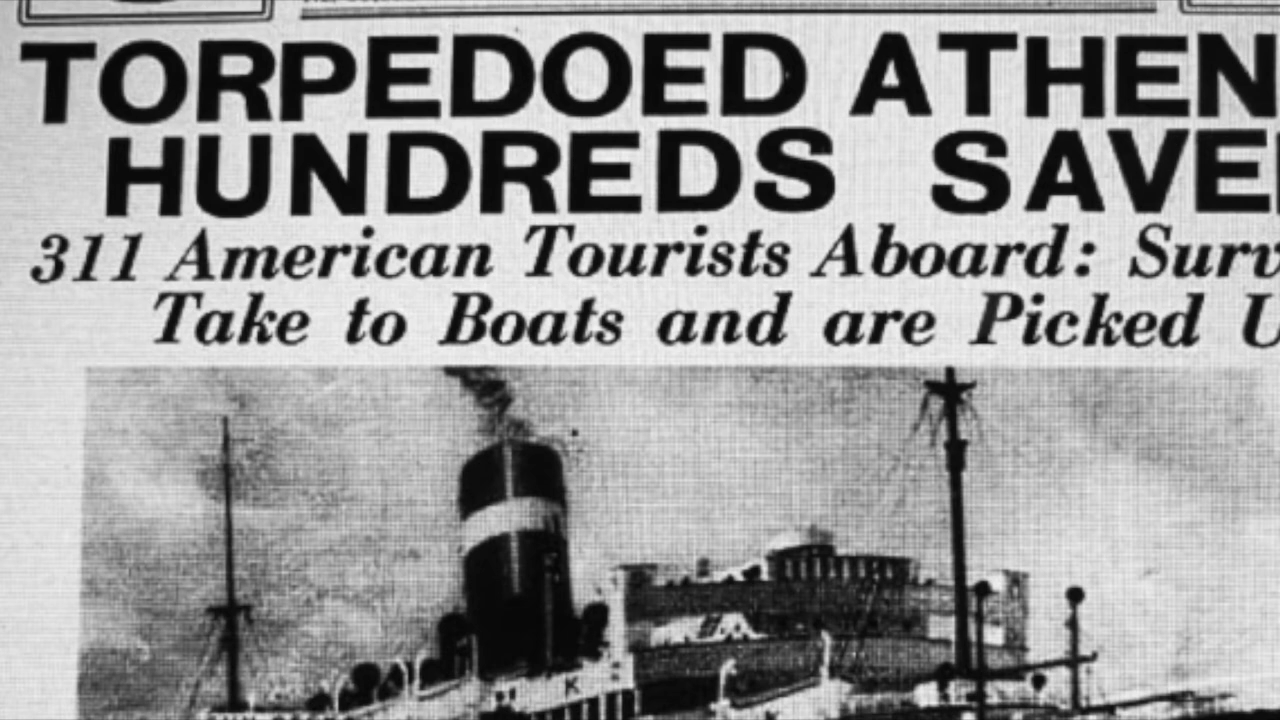 TORPEDOED ATHEN
HUNDREDS SAVE
311 American Tourists Aboard: Surv
Take to Boats and are Picked U